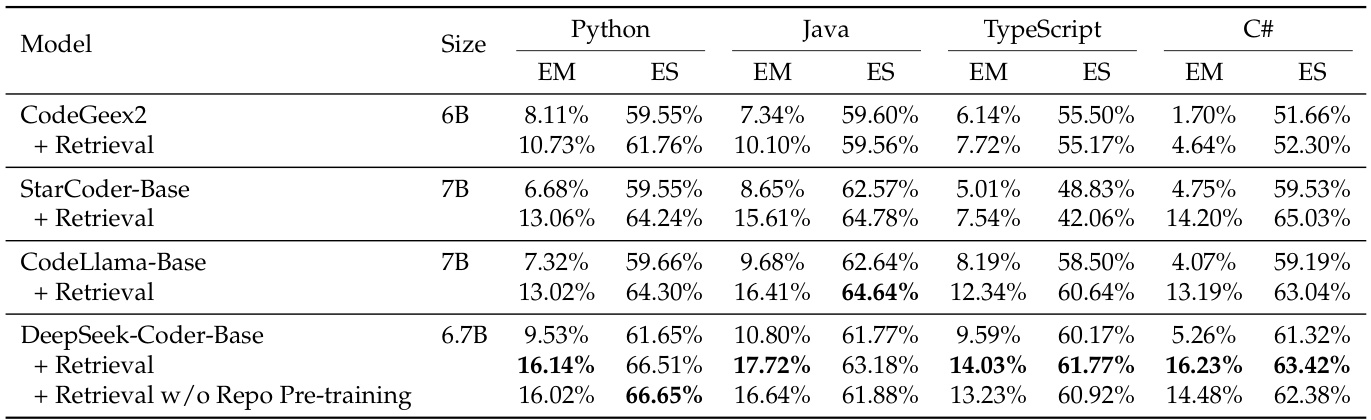 Model Size Python Java TypeScript C#
EM ES EM ES EM ES EM ES
CodeGeex2 6B 8.11% 59.55% 7.34% 59.60% 6.14% 55.50% 1.70% 51.66%
+ Retrieval 10.73% 61.76% 10.10% 59.56% 7.72% 55.17% 4.64% 52.30%
StarCoder-Base 7B 6.68% 59.55% 8.65% 62.57% 5.01% 48.83% 4.75% 59.53%
+ Retrieval 13.06% 64.24% 15.61% 64.78% 7.54% 42.06% 14.20% 65.03%
CodeLlama-Base 7B 7.32% 59.66% 9.68% 62.64% 8.19% 58.50% 4.07% 59.19%
+ Retrieval 13.02% 64.30% 16.41% 64.64% 12.34% 60.64% 13.19% 63.04%
DeepSeek-Coder-Base 6.7B 9.53% 61.65% 10.80% 61.77% 9.59% 60.17% 5.26% 61.32%
+ Retrieval 16.14% 66.51% 17.72% 63.18% 14.03% 61.77% 16.23% 63.42%
+ Retrieval w/o Repo Pre-training 16.02% 66.65% 16.64% 61.88% 13.23% 60.92% 14.48% 62.38%